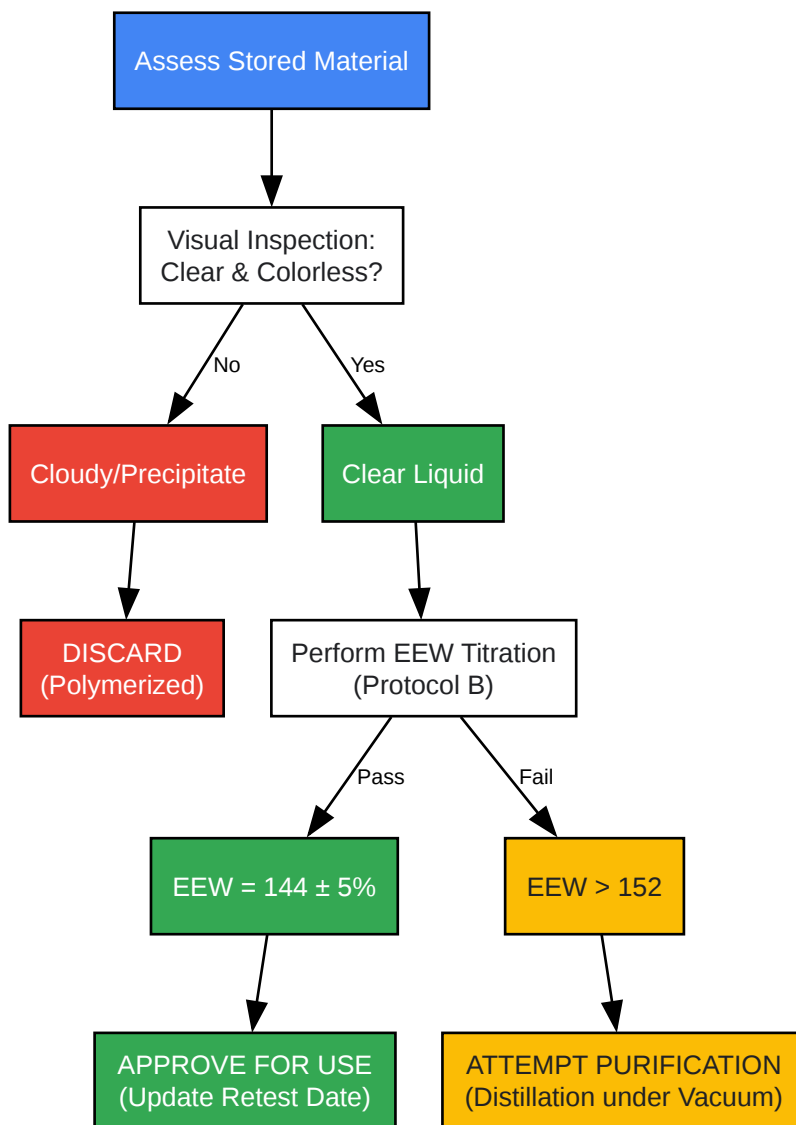 Assess Stored Material
Visual Inspection:
Clear & Colorless?
No
Yes
Cloudy/Precipitate
Clear Liquid
DISCARD
(Polymerized)
Perform EEW Titration
(Protocol B)
Pass
Fail
EEW = 144 ± 5%
EEW > 152
APPROVE FOR USE
(Update Retest Date)
ATTEMPT PURIFICATION
(Distillation under Vacuum)